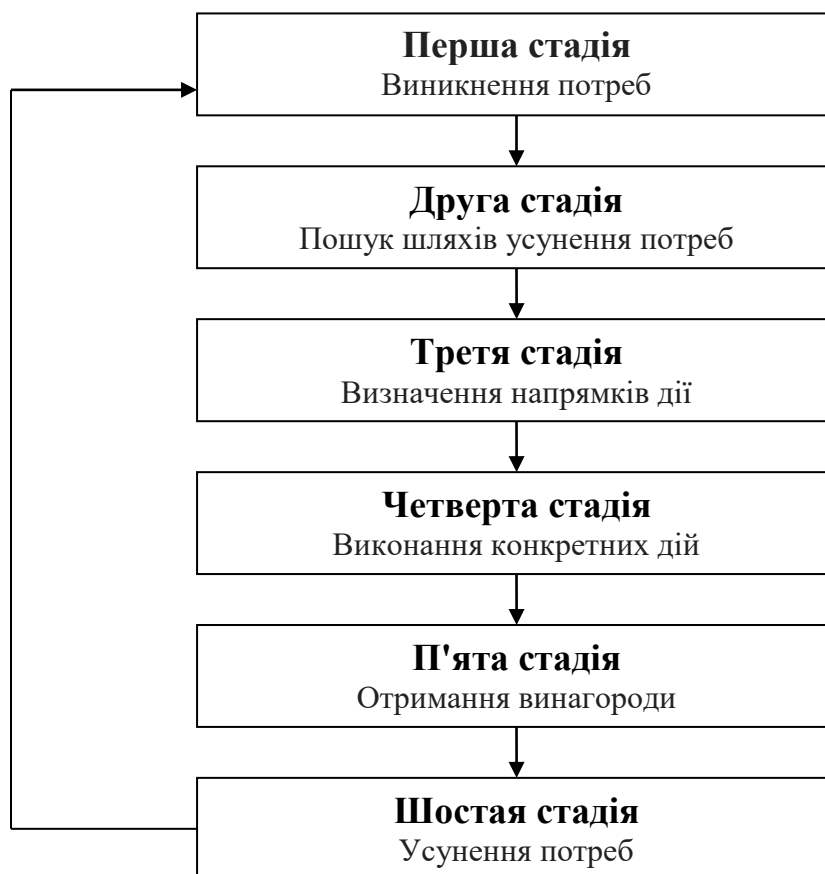 Перша стадія
Виникнення потреб
Друга стадія
Пошук шляхів усунення потреб
Третя стадія
Визначення напрямків дії
Четверта стадія
Виконання конкретних дій
П'ята стадія
Отримання винагороди
Шостая стадія
Усунення потреб